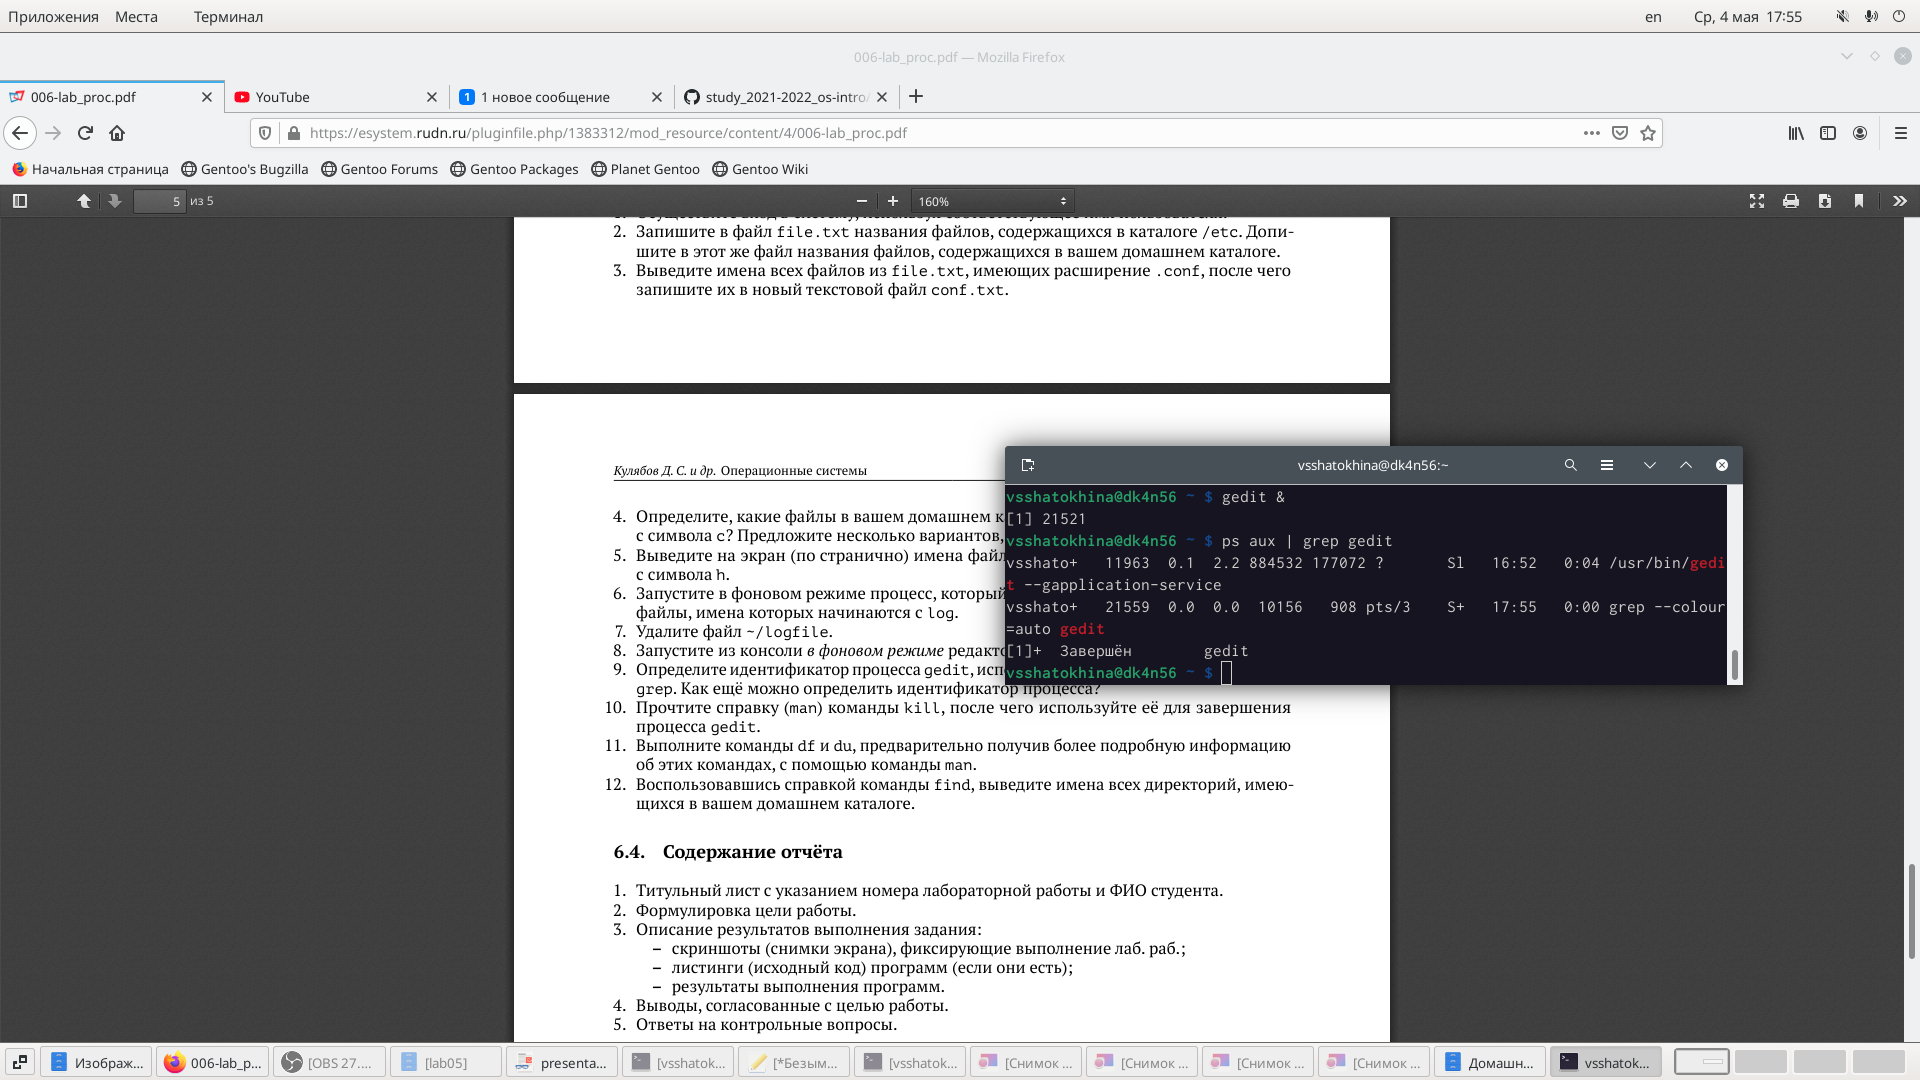 Приложения Места Терминал en Ср, 4 мая 17:55
006-lab_proc.pdf — Mozilla Firefox
006-lab_proc.pdf YouTube 1 1 новое сообщение study_2021-2022_os-intro/
https://esystem.rudn.ru/pluginfile.php/1383312/mod_resource/content/4/006-lab_proc.pdf
Начальная страница Gentoo's Bugzilla Gentoo Forums Gentoo Packages Planet Gentoo Gentoo Wiki
5 из 5 160%
2. Запишите в файл file.txt названия файлов, содержащихся в каталоге /etc. Допи-
шите в этот же файл названия файлов, содержащихся в вашем домашнем каталоге.
3. Выведите имена всех файлов из file.txt, имеющих расширение .conf, после чего
запишите их в новый текстовой файл conf.txt.
Кулябов Д. С. и др. Операционные системы
4. Определите, какие файлы в вашем домашнем к
с символа c? Предложите несколько вариантов,
5. Выведите на экран (по странично) имена файл
с символа h.
6. Запустите в фоновом режиме процесс, который
файлы, имена которых начинаются с log.
7. Удалите файл ~/logfile.
8. Запустите из консоли в фоновом режиме редакто
9. Определите идентификатор процесса gedit, исп
grep. Как ещё можно определить идентификатор процесса?
10. Прочтите справку (man) команды kill, после чего используйте её для завершения
процесса gedit.
11. Выполните команды df и du, предварительно получив более подробную информацию
об этих командах, с помощью команды man.
12. Воспользовавшись справкой команды find, выведите имена всех директорий, имею-
щихся в вашем домашнем каталоге.
6.4. Содержание отчёта
1. Титульный лист с указанием номера лабораторной работы и ФИО студента.
2. Формулировка цели работы.
3. Описание результатов выполнения задания:
– скриншоты (снимки экрана), фиксирующие выполнение лаб. раб.;
– листинги (исходный код) программ (если они есть);
– результаты выполнения программ.
4. Выводы, согласованные с целью работы.
5. Ответы на контрольные вопросы.
vsshatokhina@dk4n56:~
vsshatokhina@dk4n56 ~ $ gedit &
[1] 21521
vsshatokhina@dk4n56 ~ $ ps aux | grep gedit
vsshato+ 11963 0.1 2.2 884532 177072 ? Sl 16:52 0:04 /usr/bin/gedi
t --gapplication-service
vsshato+ 21559 0.0 0.0 10156 908 pts/3 S+ 17:55 0:00 grep --colour
=auto gedit
[1]+ Завершён gedit
vsshatokhina@dk4n56 ~ $
Изображ... 006-lab_p... [OBS 27.... [lab05] presenta... [vsshatok... [*Безым... [vsshatok... [Снимок ... [Снимок ... [Снимок ... [Снимок ... Домашн... vsshatok...